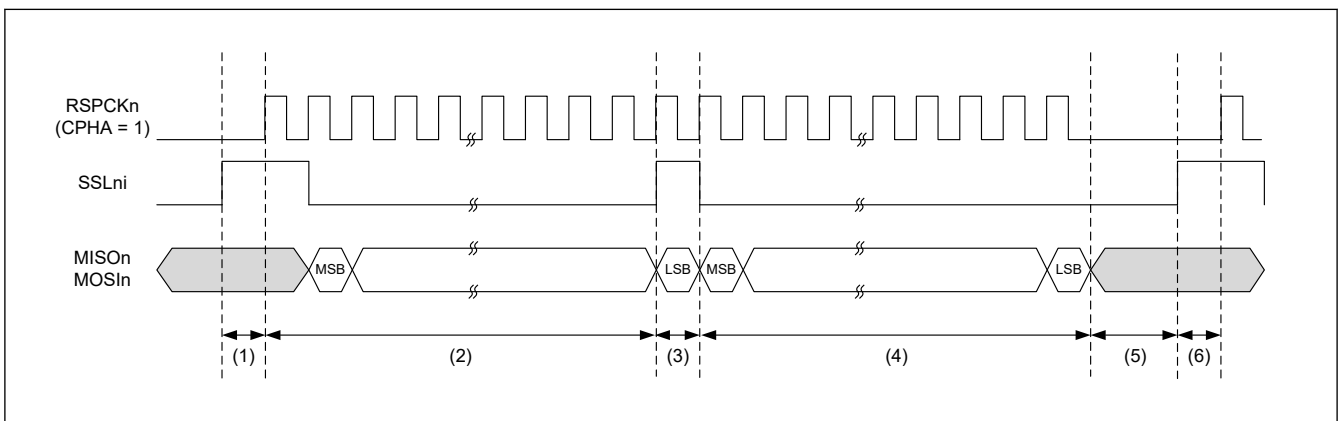 RSPCKn
(CPHA = 1)
SSLni
MISOn
MOSIn
MSB
LSB
MSB
LSB
(1)
(2)
(3)
(4)
(5)
(6)